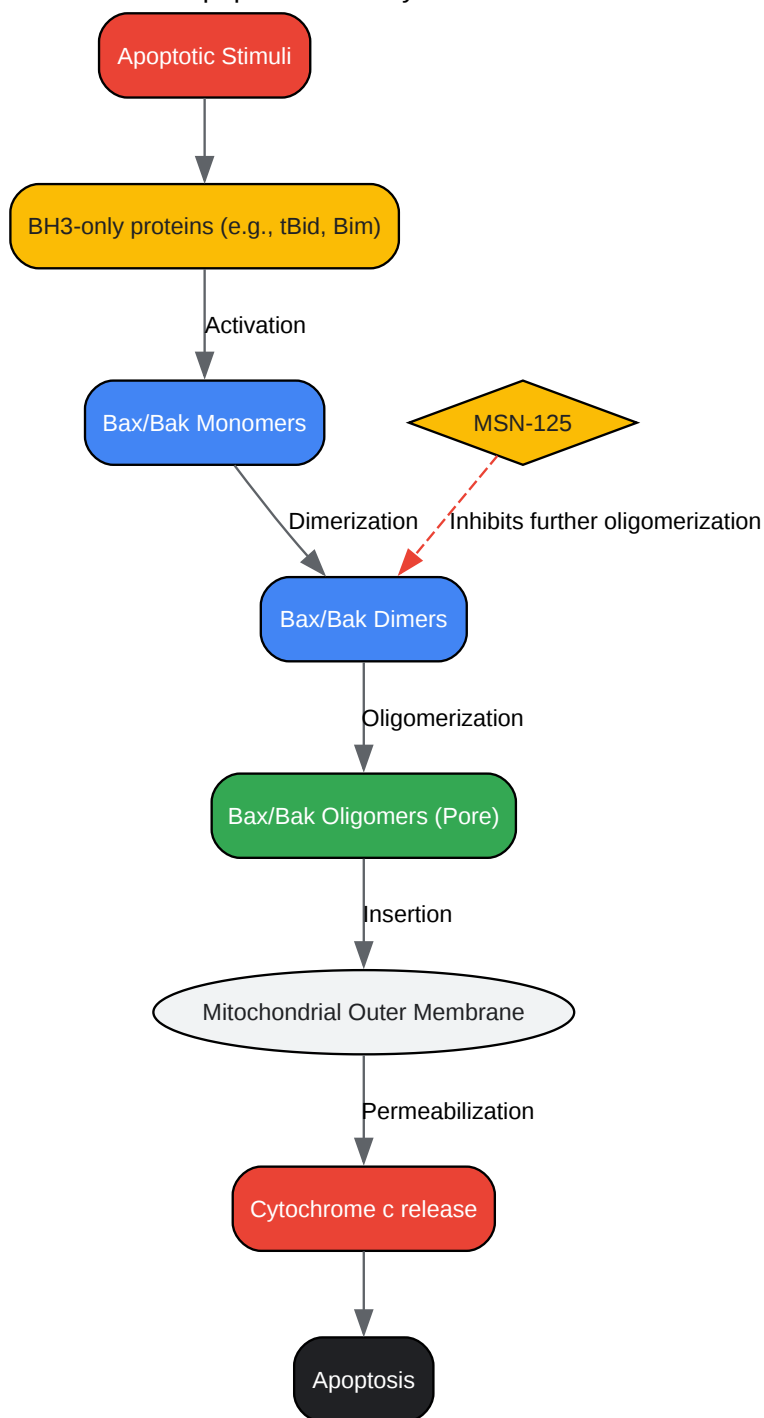 Apoptotic Stimuli
BH3-only proteins (e.g., tBid, Bim)
Activation
Bax/Bak Monomers
MSN-125
Dimerization
Inhibits further oligomerization
Bax/Bak Dimers
Oligomerization
Bax/Bak Oligomers (Pore)
Insertion
Mitochondrial Outer Membrane
Permeabilization
Cytochrome c release
Apoptosis